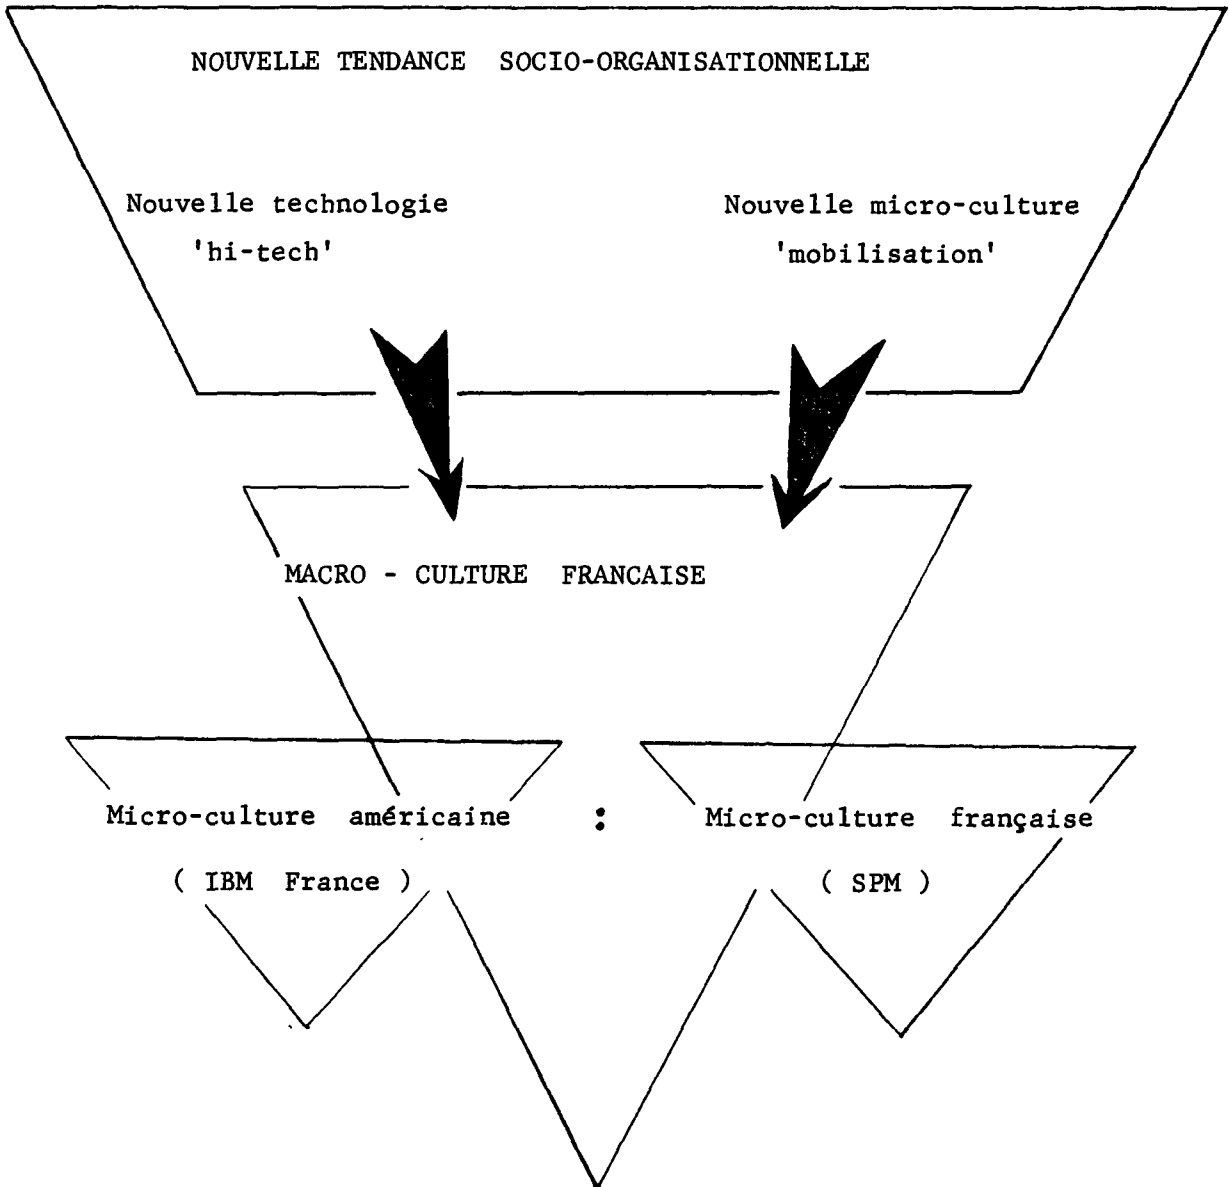 NOUVELLE TENDANCE SOCIO-ORGANISATIONNELLE
Nouvelle technologie
'hi-tech'
Nouvelle micro-culture
'mobilisation'
MACRO - CULTURE FRANCAISE
Micro-culture américaine : Micro-culture française
( IBM France )
( SPM )